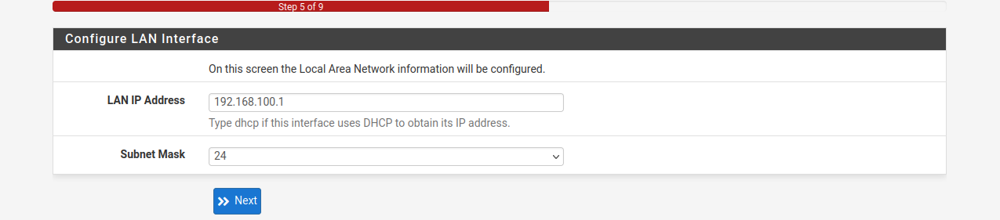 Step 5 of 9
Configure LAN Interface
On this screen the Local Area Network information will be configured.
LAN IP Address
192.168.100.1
Type dhcp if this interface uses DHCP to obtain its IP address.
Subnet Mask
24
Next